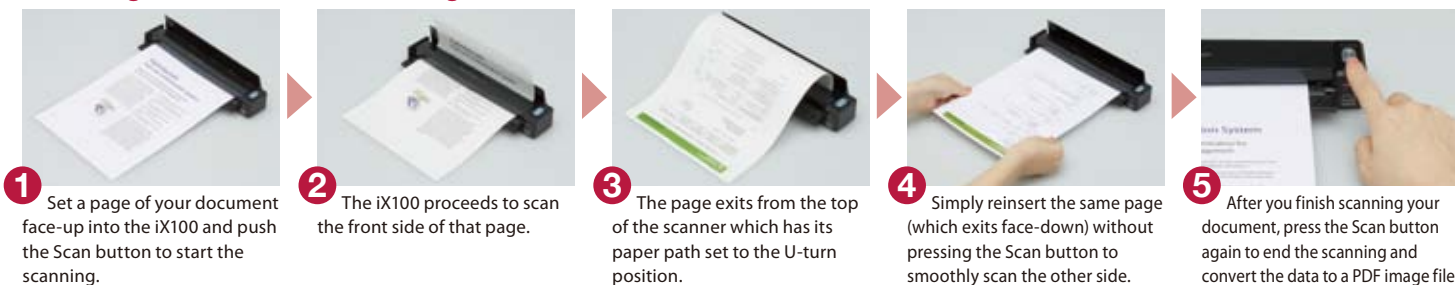 1
Set a page of your document
face-up into the iX100 and push
the Scan button to start the
scanning.
2
The iX100 proceeds to scan
the front side of that page.
3
The page exits from the top
of the scanner which has its
paper path set to the U-turn
position.
4
Simply reinsert the same page
(which exits face-down) without
pressing the Scan button to
smoothly scan the other side.
5
After you finish scanning your
document, press the Scan button
again to end the scanning and
convert the data to a PDF image file